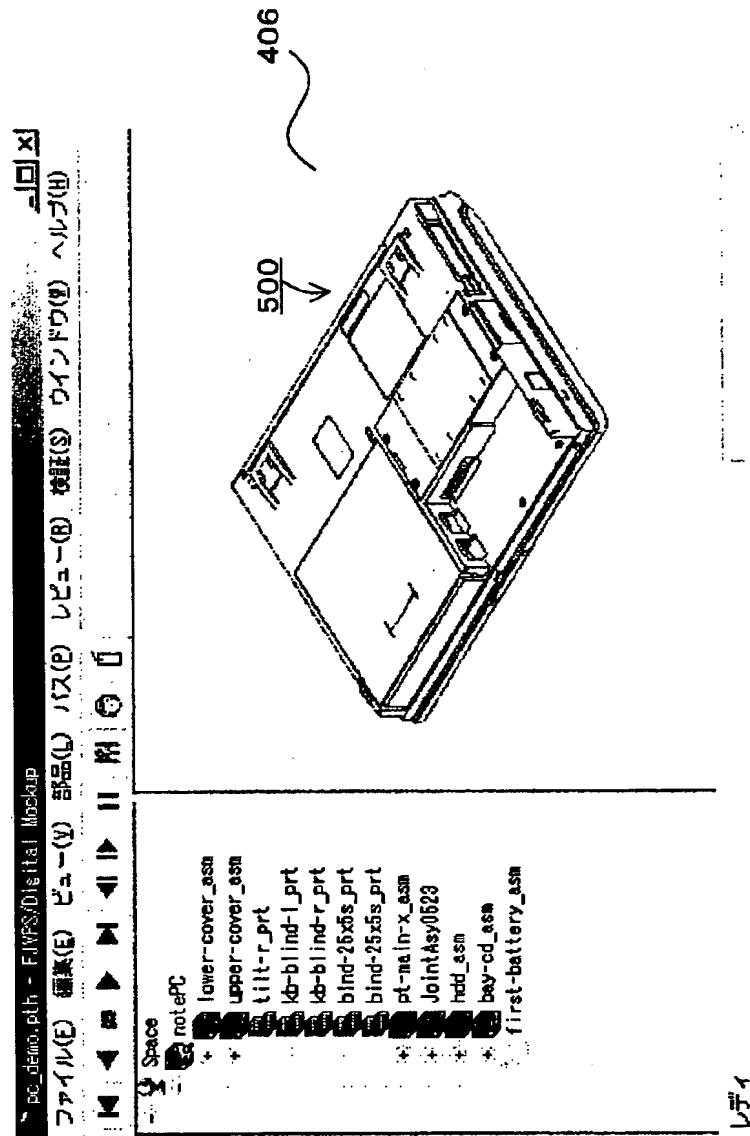 pc_demo.pth - FJVPS/Digital Mockup
ファイル(F) 編集(E) ビュー(V) 部品(L) パス(P) レビュー(R) 検証(S) ウインドウ(W) ヘルプ(H)
Space
notePC
lower-cover_asm
upper-cover_asm
tilt-r_prt
kb-blind-l_prt
kb-blind-r_prt
blnd-25x5s_prt
blnd-25x5s_prt
pt-main-x_asm
JointAsy0523
hdd_asm
bay-cd_asm
first-battery_asm
500
406
レディ